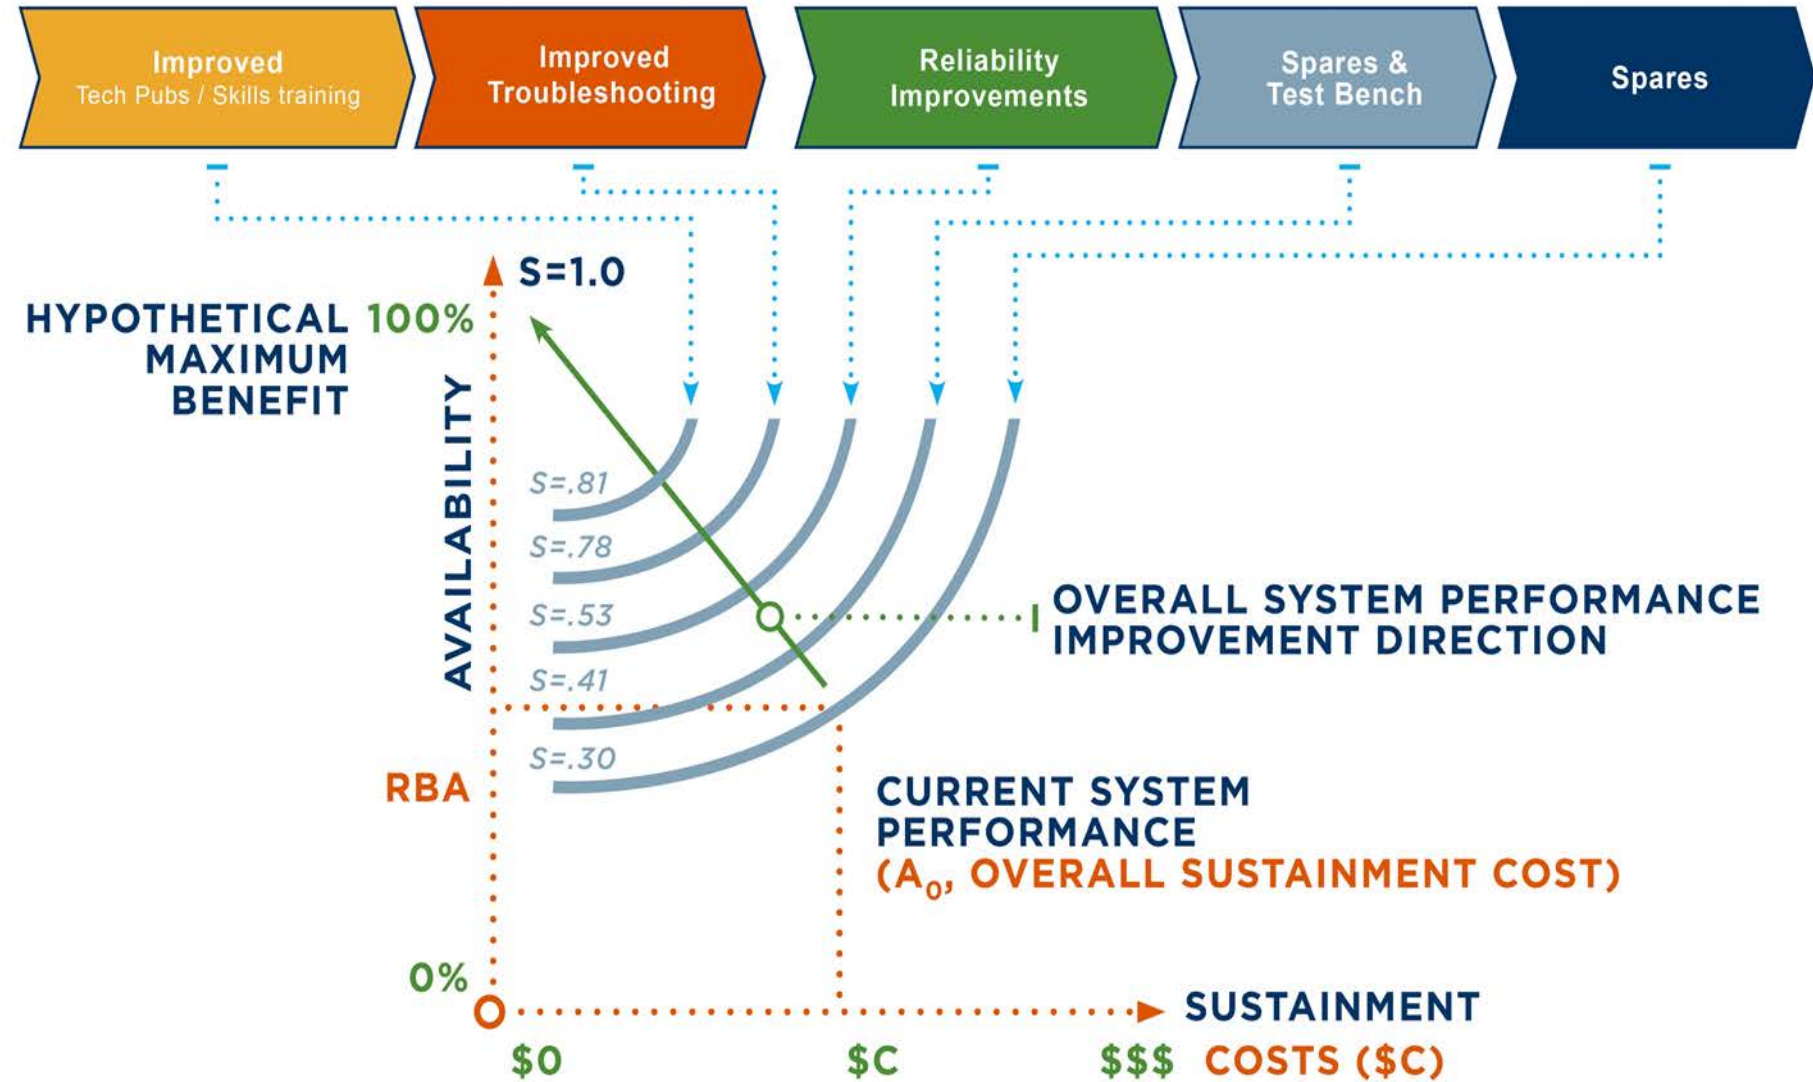 Improved
Tech Pubs / Skills training
Improved
Troubleshooting
Reliability
Improvements
Spares &
Test Bench
Spares
S=1.0
HYPOTHETICAL
MAXIMUM
BENEFIT
100%
AVAILABILITY
S=.81
S=.78
S=.53
S=.41
S=.30
OVERALL SYSTEM PERFORMANCE
IMPROVEMENT DIRECTION
RBA
CURRENT SYSTEM
PERFORMANCE
(A₀, OVERALL SUSTAINMENT COST)
0%
SUSTAINMENT
COSTS ($C)
$0
$C
$$$